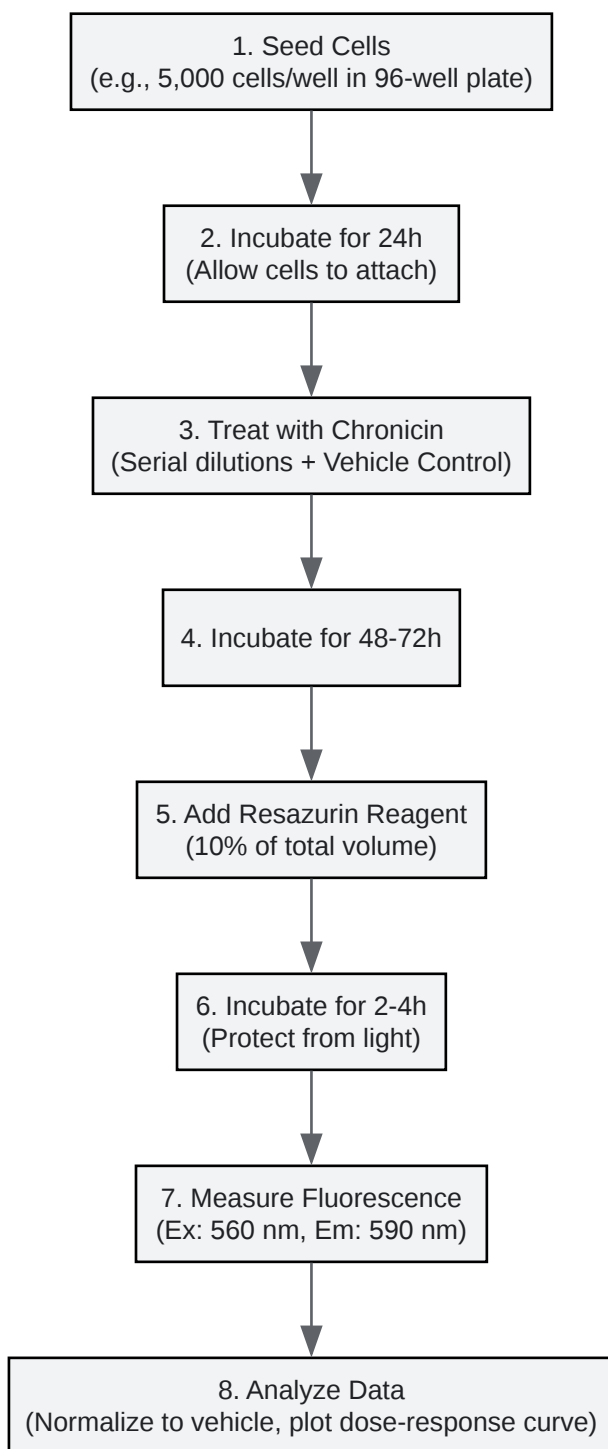 1. Seed Cells
(e.g., 5,000 cells/well in 96-well plate)
2. Incubate for 24h
(Allow cells to attach)
3. Treat with Chronicin
(Serial dilutions + Vehicle Control)
4. Incubate for 48-72h
5. Add Resazurin Reagent
(10% of total volume)
6. Incubate for 2-4h
(Protect from light)
7. Measure Fluorescence
(Ex: 560 nm, Em: 590 nm)
8. Analyze Data
(Normalize to vehicle, plot dose-response curve)